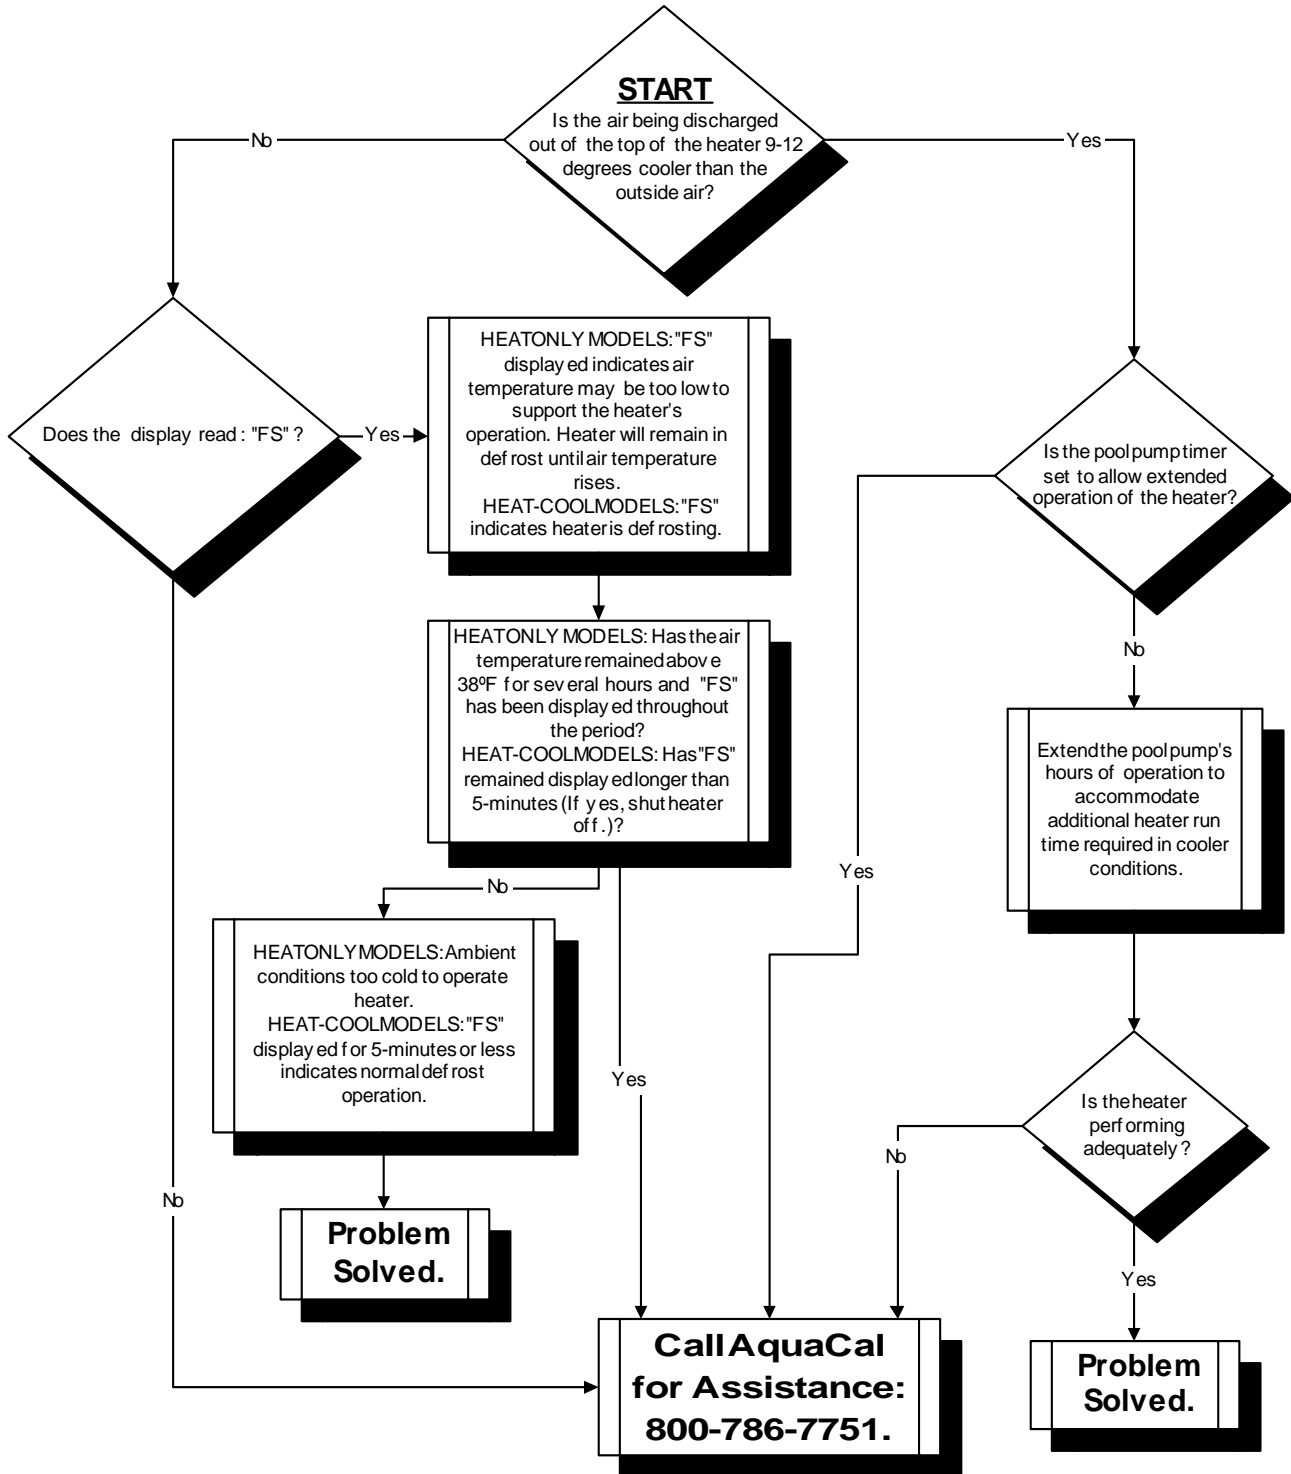 START
Is the air being discharged
out of the top of the heater 9-12
degrees cooler than the
outside air?
No
Yes
Does the display read: "FS"?
Yes
HEATONLY MODELS: "FS"
displayed indicates air
temperature may be too low to
support the heater's
operation. Heater will remain in
defrost until air temperature
rises.
HEAT-COOL MODELS: "FS"
indicates heater is defrosting.
Is the pool pump timer
set to allow extended
operation of the heater?
HEATONLY MODELS: Has the air
temperature remained above
38ºF for several hours and "FS"
has been displayed throughout
the period?
HEAT-COOL MODELS: Has "FS"
remained displayed longer than
5-minutes (If yes, shut heater
off.)?
No
Extend the pool pump's
hours of operation to
accommodate
additional heater run
time required in cooler
conditions.
Yes
No
HEATONLY MODELS: Ambient
conditions too cold to operate
heater.
HEAT-COOL MODELS: "FS"
displayed for 5-minutes or less
indicates normal defrost
operation.
Yes
Is the heater
performing
adequately?
No
No
Problem
Solved.
Yes
Call AquaCal
for Assistance:
800-786-7751.
Problem
Solved.